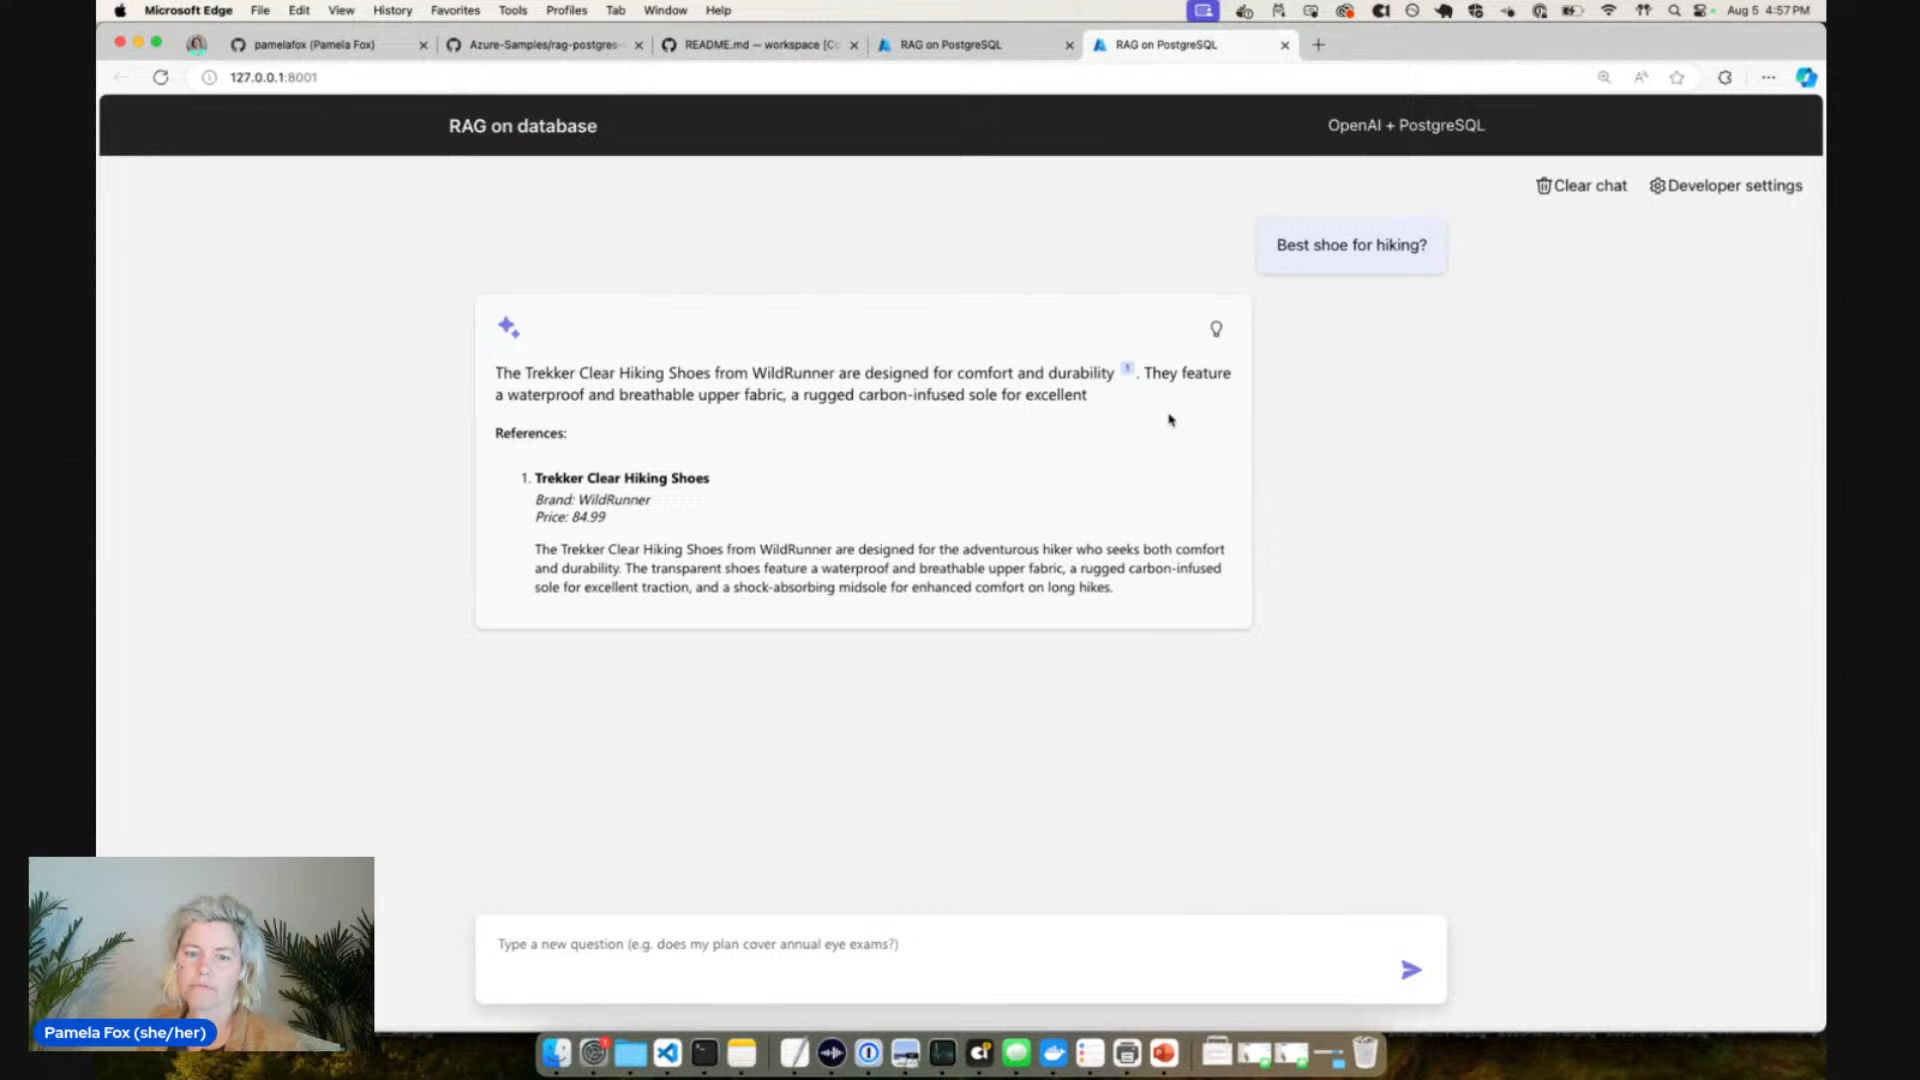 Microsoft Edge File Edit View History Favorites Tools Profiles Tab Window Help Aug 5 4:57 PM
pamelafox (Pamela Fox) Azure-Samples/rag-postgres README.md — workspace [C RAG on PostgreSQL RAG on PostgreSQL
127.0.0.1:8001
RAG on database OpenAI + PostgreSQL
Clear chat Developer settings
Best shoe for hiking?
The Trekker Clear Hiking Shoes from WildRunner are designed for comfort and durability 1. They feature
a waterproof and breathable upper fabric, a rugged carbon-infused sole for excellent
References:
1. Trekker Clear Hiking Shoes
Brand: WildRunner
Price: 84.99
The Trekker Clear Hiking Shoes from WildRunner are designed for the adventurous hiker who seeks both comfort
and durability. The transparent shoes feature a waterproof and breathable upper fabric, a rugged carbon-infused
sole for excellent traction, and a shock-absorbing midsole for enhanced comfort on long hikes.
Type a new question (e.g. does my plan cover annual eye exams?)
Pamela Fox (she/her)